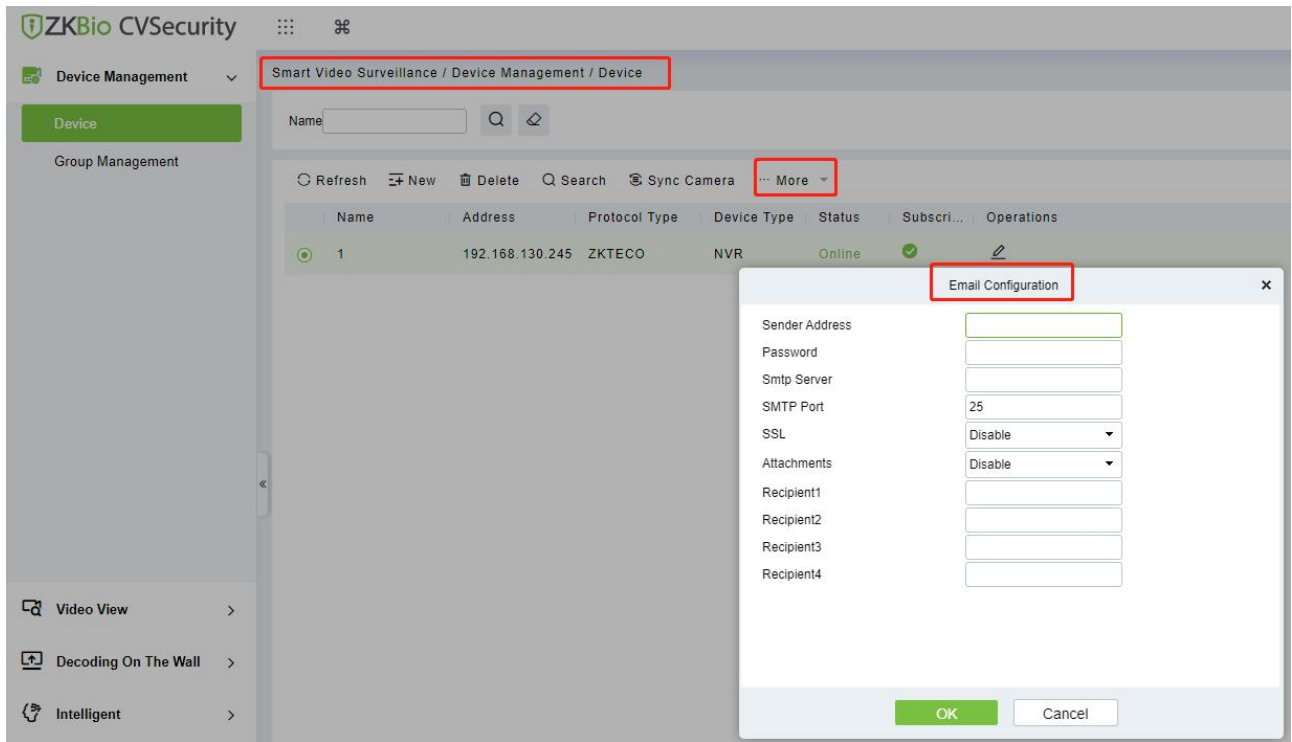 ZKBio CVSecurity
Device Management
Device
Group Management
Smart Video Surveillance / Device Management / Device
Name
Refresh New Delete Search Sync Camera ··· More
Name Address Protocol Type Device Type Status Subscri... Operations
1 192.168.130.245 ZKTECO NVR Online
Email Configuration
Sender Address
Password
Smtp Server
SMTP Port 25
SSL Disable
Attachments Disable
Recipient1
Recipient2
Recipient3
Recipient4
OK Cancel
Video View
Decoding On The Wall
Intelligent